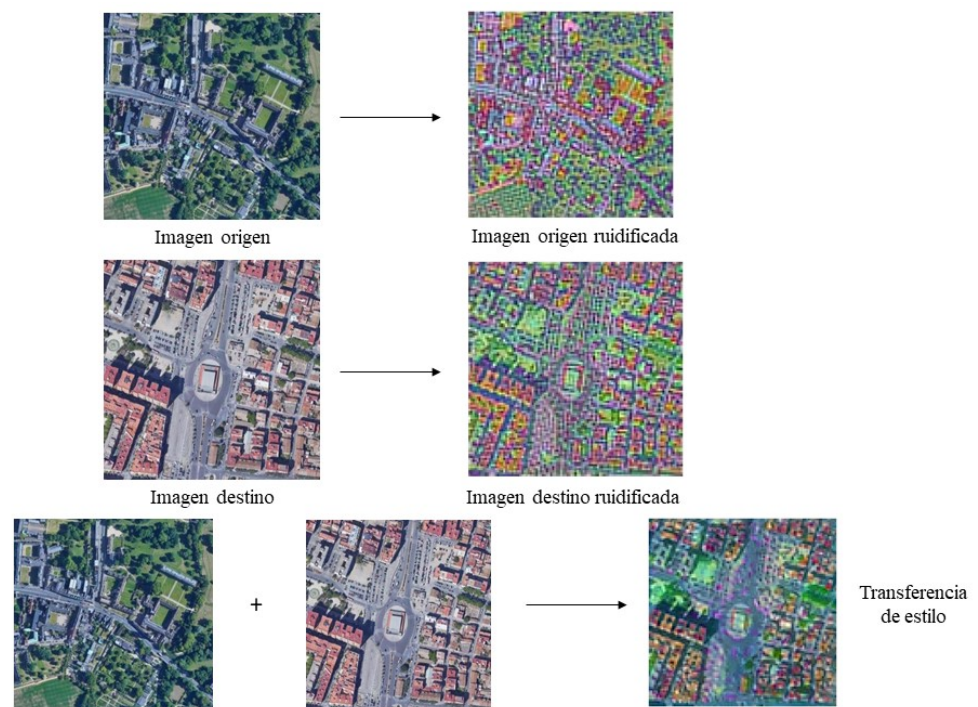 Imagen origen
Imagen origen ruidificada
Imagen destino
Imagen destino ruidificada
+
Transferencia
de estilo